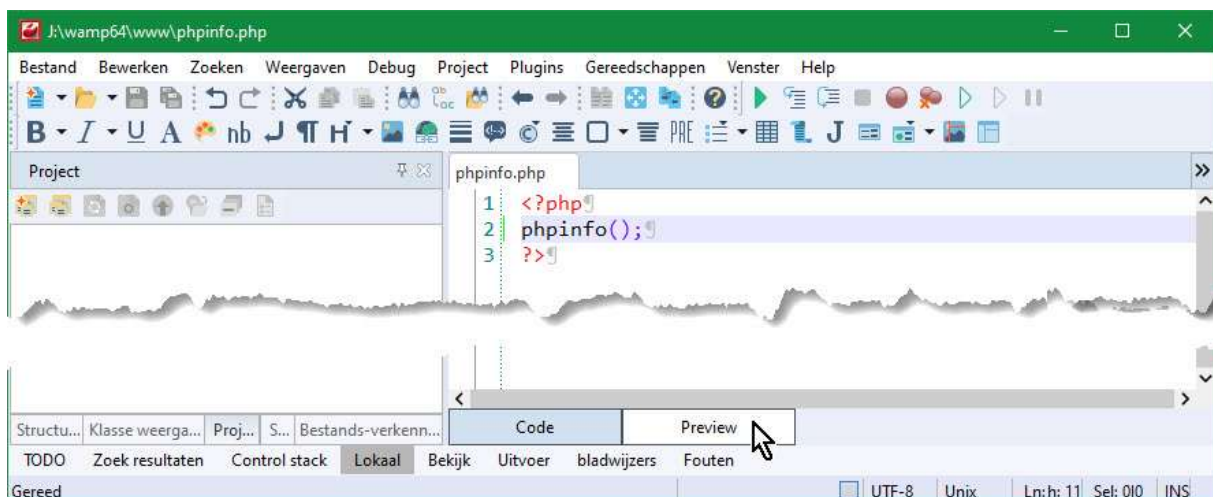 J:\wamp64\www\phpinfo.php
Bestand Bewerken Zoeken Weergaven Debug Project Plugins Gereedschappen Venster Help
B I U A nb ¶ H PRE J
Project
phpinfo.php
1 <?php¶
2 phpinfo();¶
3 ?>¶
Structu... Klasse weerga... Proj... S... Bestands-verkenn...
Code Preview
TODO Zoek resultaten Control stack Lokaal Bekijk Uitvoer bladwijzers Fouten
Gereed UTF-8 Unix Ln:h: 11 Sel: 0|0 INS